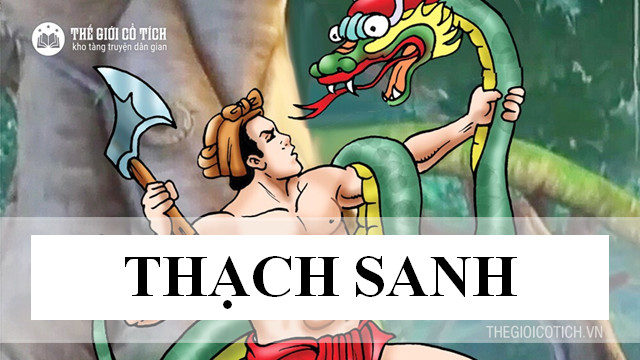 THẾ GIỚI CỔ TÍCH
kho tàng truyện dân gian
THẠCH SANH
THEGIOICOTICH.VN